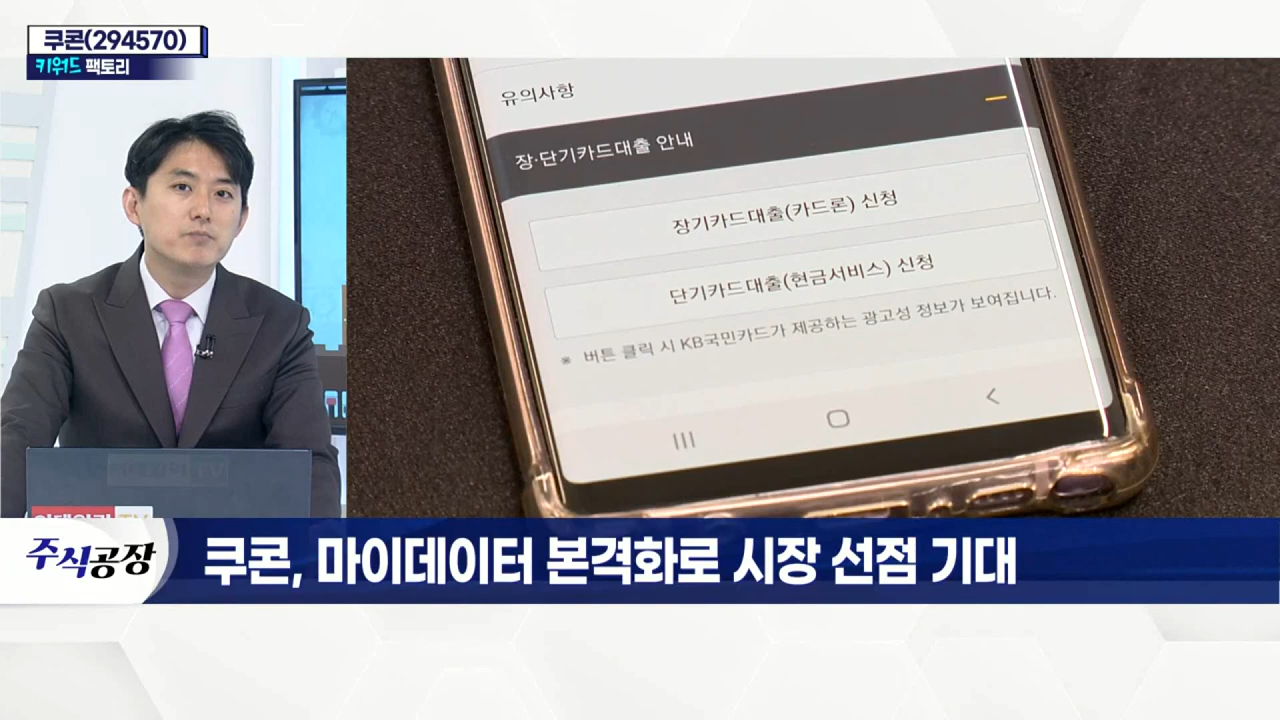 쿠콘(294570)
키워드 팩토리
유의사항
장·단기카드대출 안내
장기카드대출(카드론) 신청
단기카드대출(현금서비스) 신청
※ 버튼 클릭 시 KB국민카드가 제공하는 광고성 정보가 보여집니다.
주식공장
쿠콘, 마이데이터 본격화로 시장 선점 기대